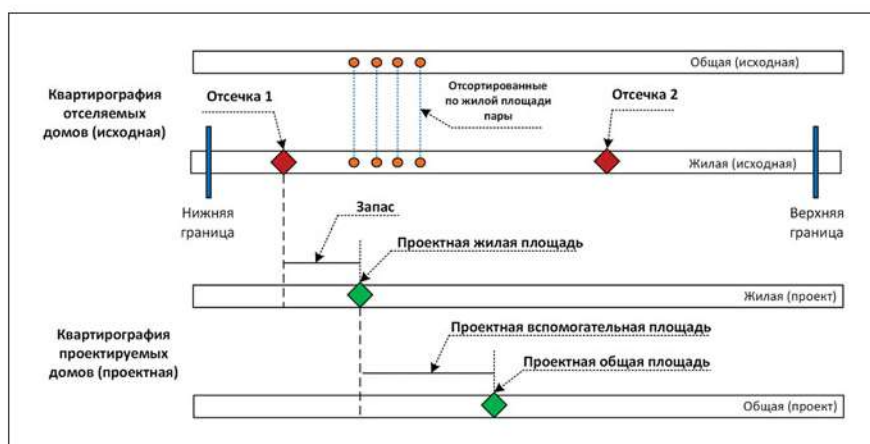 Общая (исходная)
Квартирография
отселяемых
домов (исходная)
Отсечка 1
Отсортированные
по жилой площади
пары
Отсечка 2
Жилая (исходная)
Нижняя
граница
Запас
Верхняя
граница
Проектная жилая площадь
Жилая (проект)
Квартирография
проектируемых
домов (проектная)
Проектная вспомогательная площадь
Проектная общая площадь
Общая (проект)